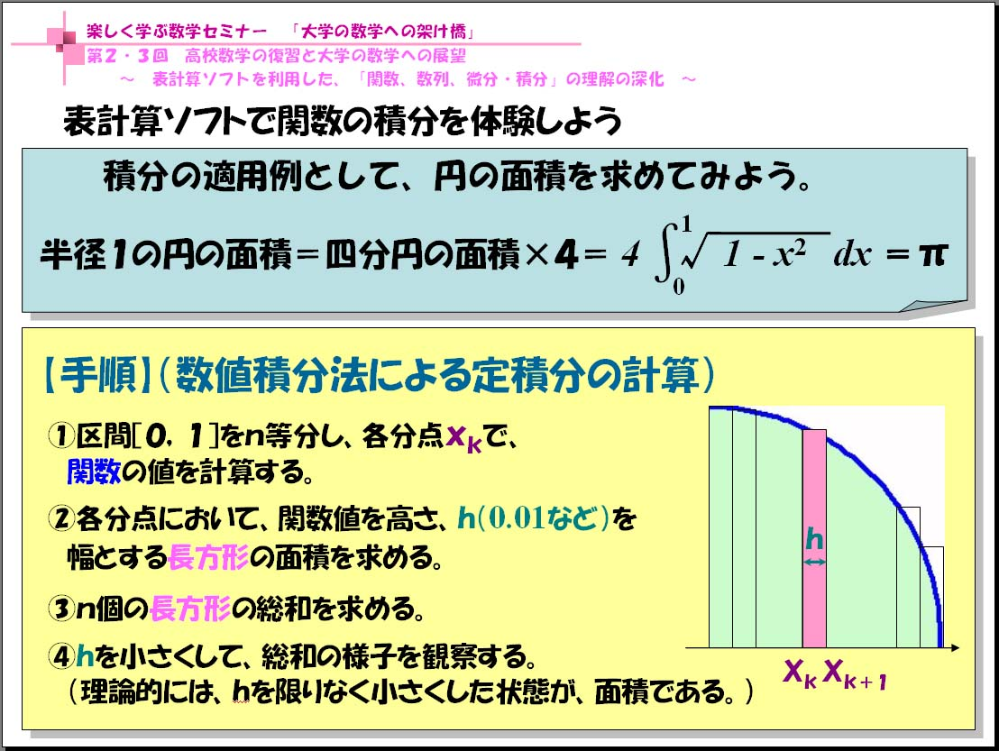 楽しく学ぶ数学セミナー 「大学の数学への架け橋」
第2・3回 高校数学の復習と大学の数学への展望
~ 表計算ソフトを利用した、「関数、数列、微分・積分」の理解の深化 ~
表計算ソフトで関数の積分を体験しよう
積分の適用例として、円の面積を求めてみよう。
半径1の円の面積=四分円の面積×4= 4 ∫₀¹ √(1 - x²) dx = π
【手順】(数値積分法による定積分の計算)
①区間[0, 1]をn等分し、各分点xₖで、
関数の値を計算する。
②各分点において、関数値を高さ、h(0.01など)を
幅とする長方形の面積を求める。
③n個の長方形の総和を求める。
④hを小さくして、総和の様子を観察する。
(理論的には、hを限りなく小さくした状態が、面積である。)
h
Xₖ Xₖ₊₁